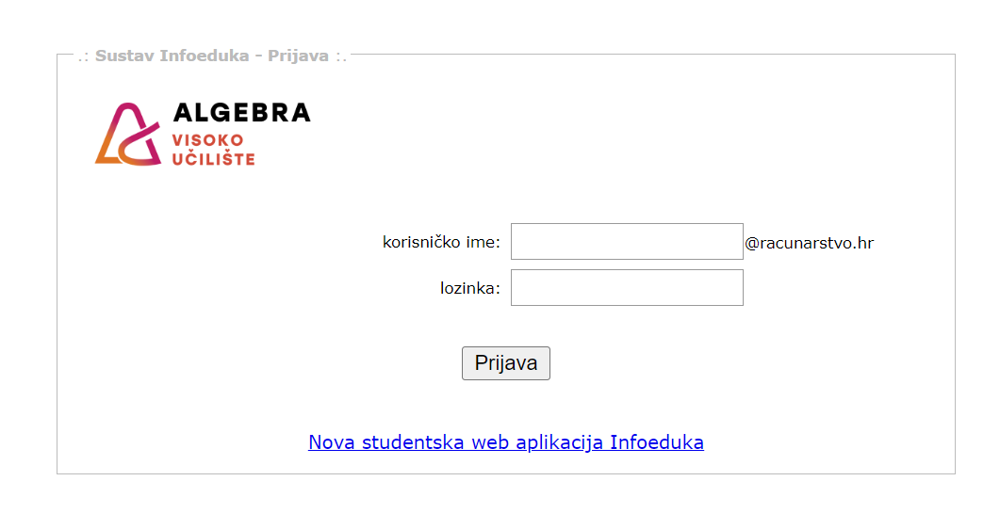 .: Sustav Infoeduka - Prijava :.
ALGEBRA
VISOKO
UČILIŠTE
korisničko ime: @racunarstvo.hr
lozinka:
Prijava
Nova studentska web aplikacija Infoeduka